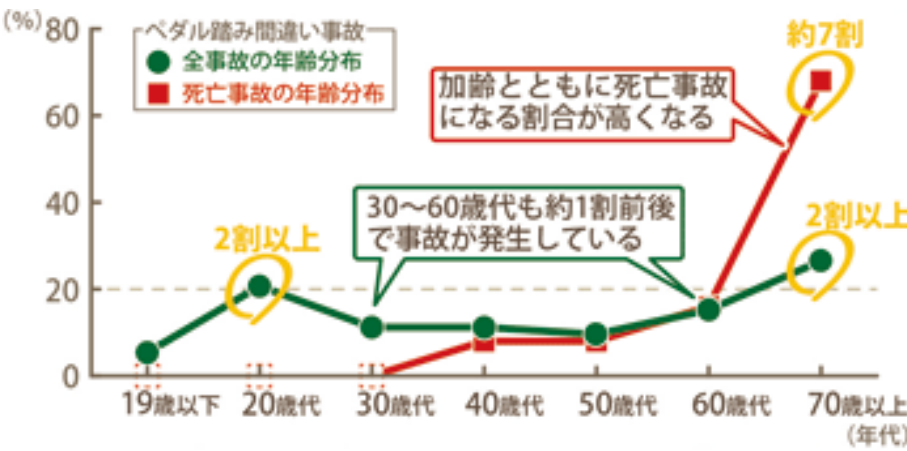 (%)
80
60
40
20
0
ペダル踏み間違い事故
全事故の年齢分布
死亡事故の年齢分布
約7割
加齢とともに死亡事故
になる割合が高くなる
30〜60歳代も約1割前後
で事故が発生している
2割以上
2割以上
19歳以下
20歳代
30歳代
40歳代
50歳代
60歳代
70歳以上
(年代)